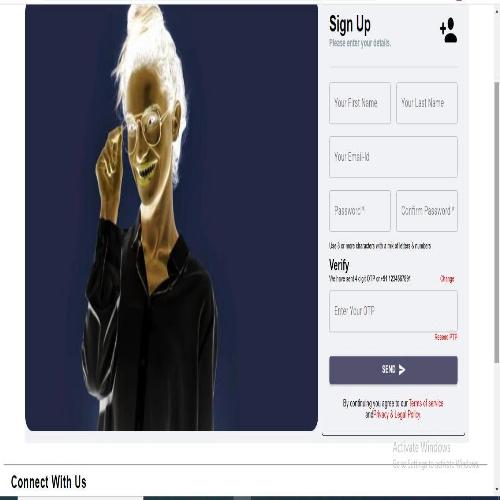 Sign Up
Please enter your details.
Your First Name
Your Last Name
Your Email-Id
Password *
Confirm Password *
Use 8 or more characters with a mix of letters & numbers
Verify
We have sent 4 digit OTP on +91 1234567891
Change
Enter Your OTP
Resend PTP
SEND
By continuing you agree to our Terms of service
and Privacy & Legal Policy.
Activate Windows
Go to Settings to activate Windows.
Connect With Us